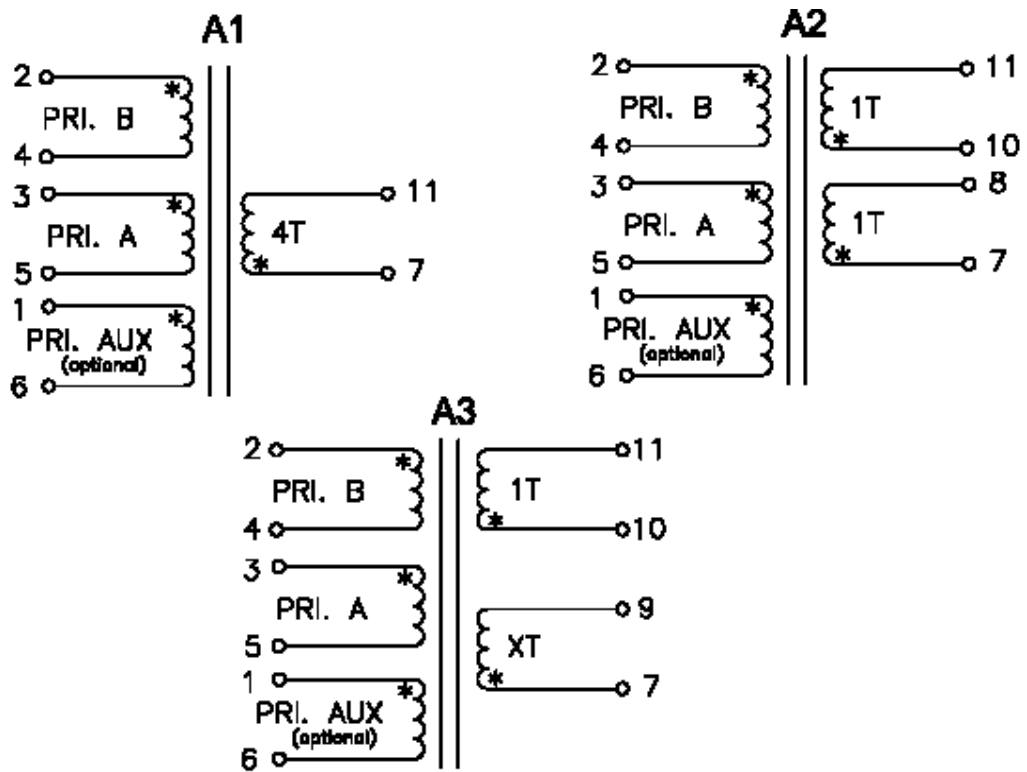 A1
2
PRI. B
4
3
PRI. A
5
1
PRI. AUX
(optional)
6
11
4T
*
7
A2
2
*
PRI. B
4
3
*
PRI. A
5
1
*
PRI. AUX
(optional)
6
11
1T
*
10
8
1T
*
7
A3
2
*
PRI. B
4
3
*
PRI. A
5
1
*
PRI. AUX
(optional)
6
11
1T
*
10
9
XT
*
7